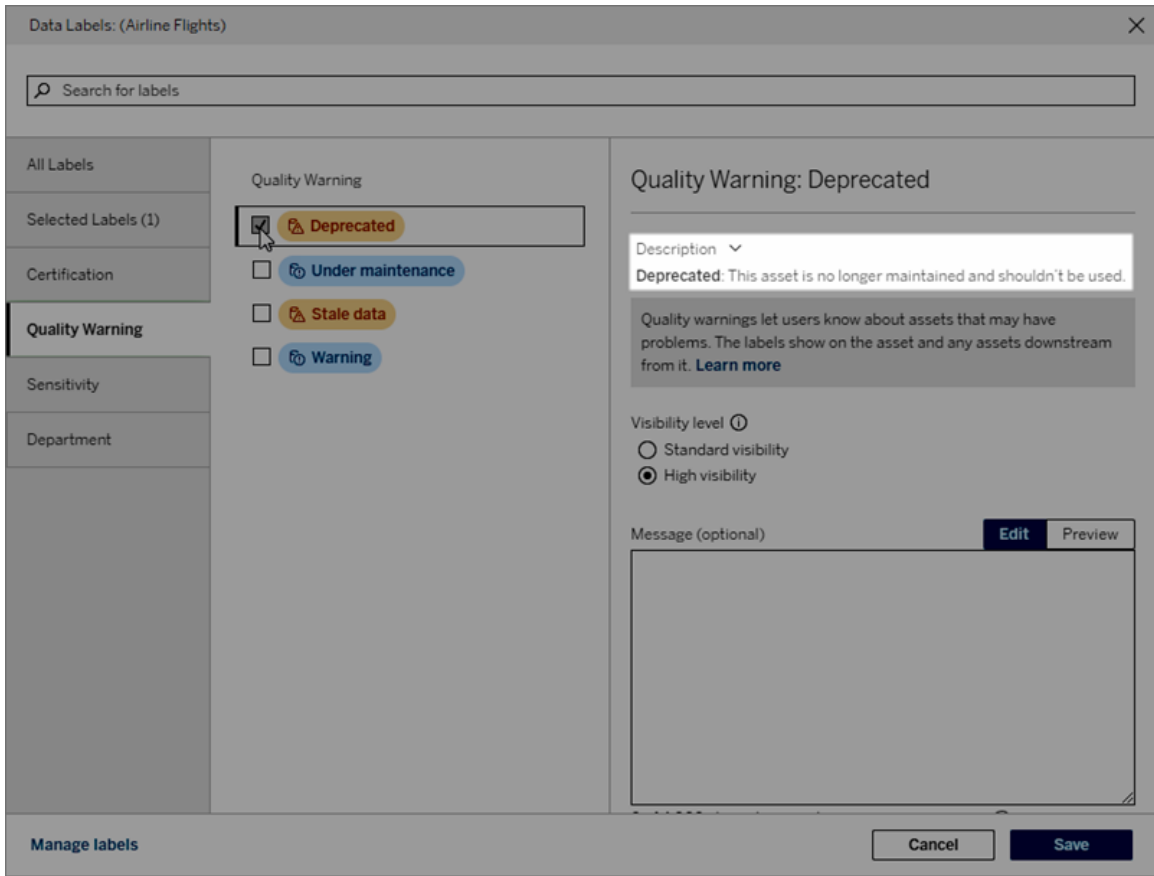 Data Labels: (Airline Flights)
Search for labels
All Labels
Selected Labels (1)
Certification
Quality Warning
Sensitivity
Department
Quality Warning
Deprecated
Under maintenance
Stale data
Warning
Quality Warning: Deprecated
Description
Deprecated: This asset is no longer maintained and shouldn't be used.
Quality warnings let users know about assets that may have
problems. The labels show on the asset and any assets downstream
from it. Learn more
Visibility level
Standard visibility
High visibility
Message (optional)
Edit
Preview
Manage labels
Cancel
Save